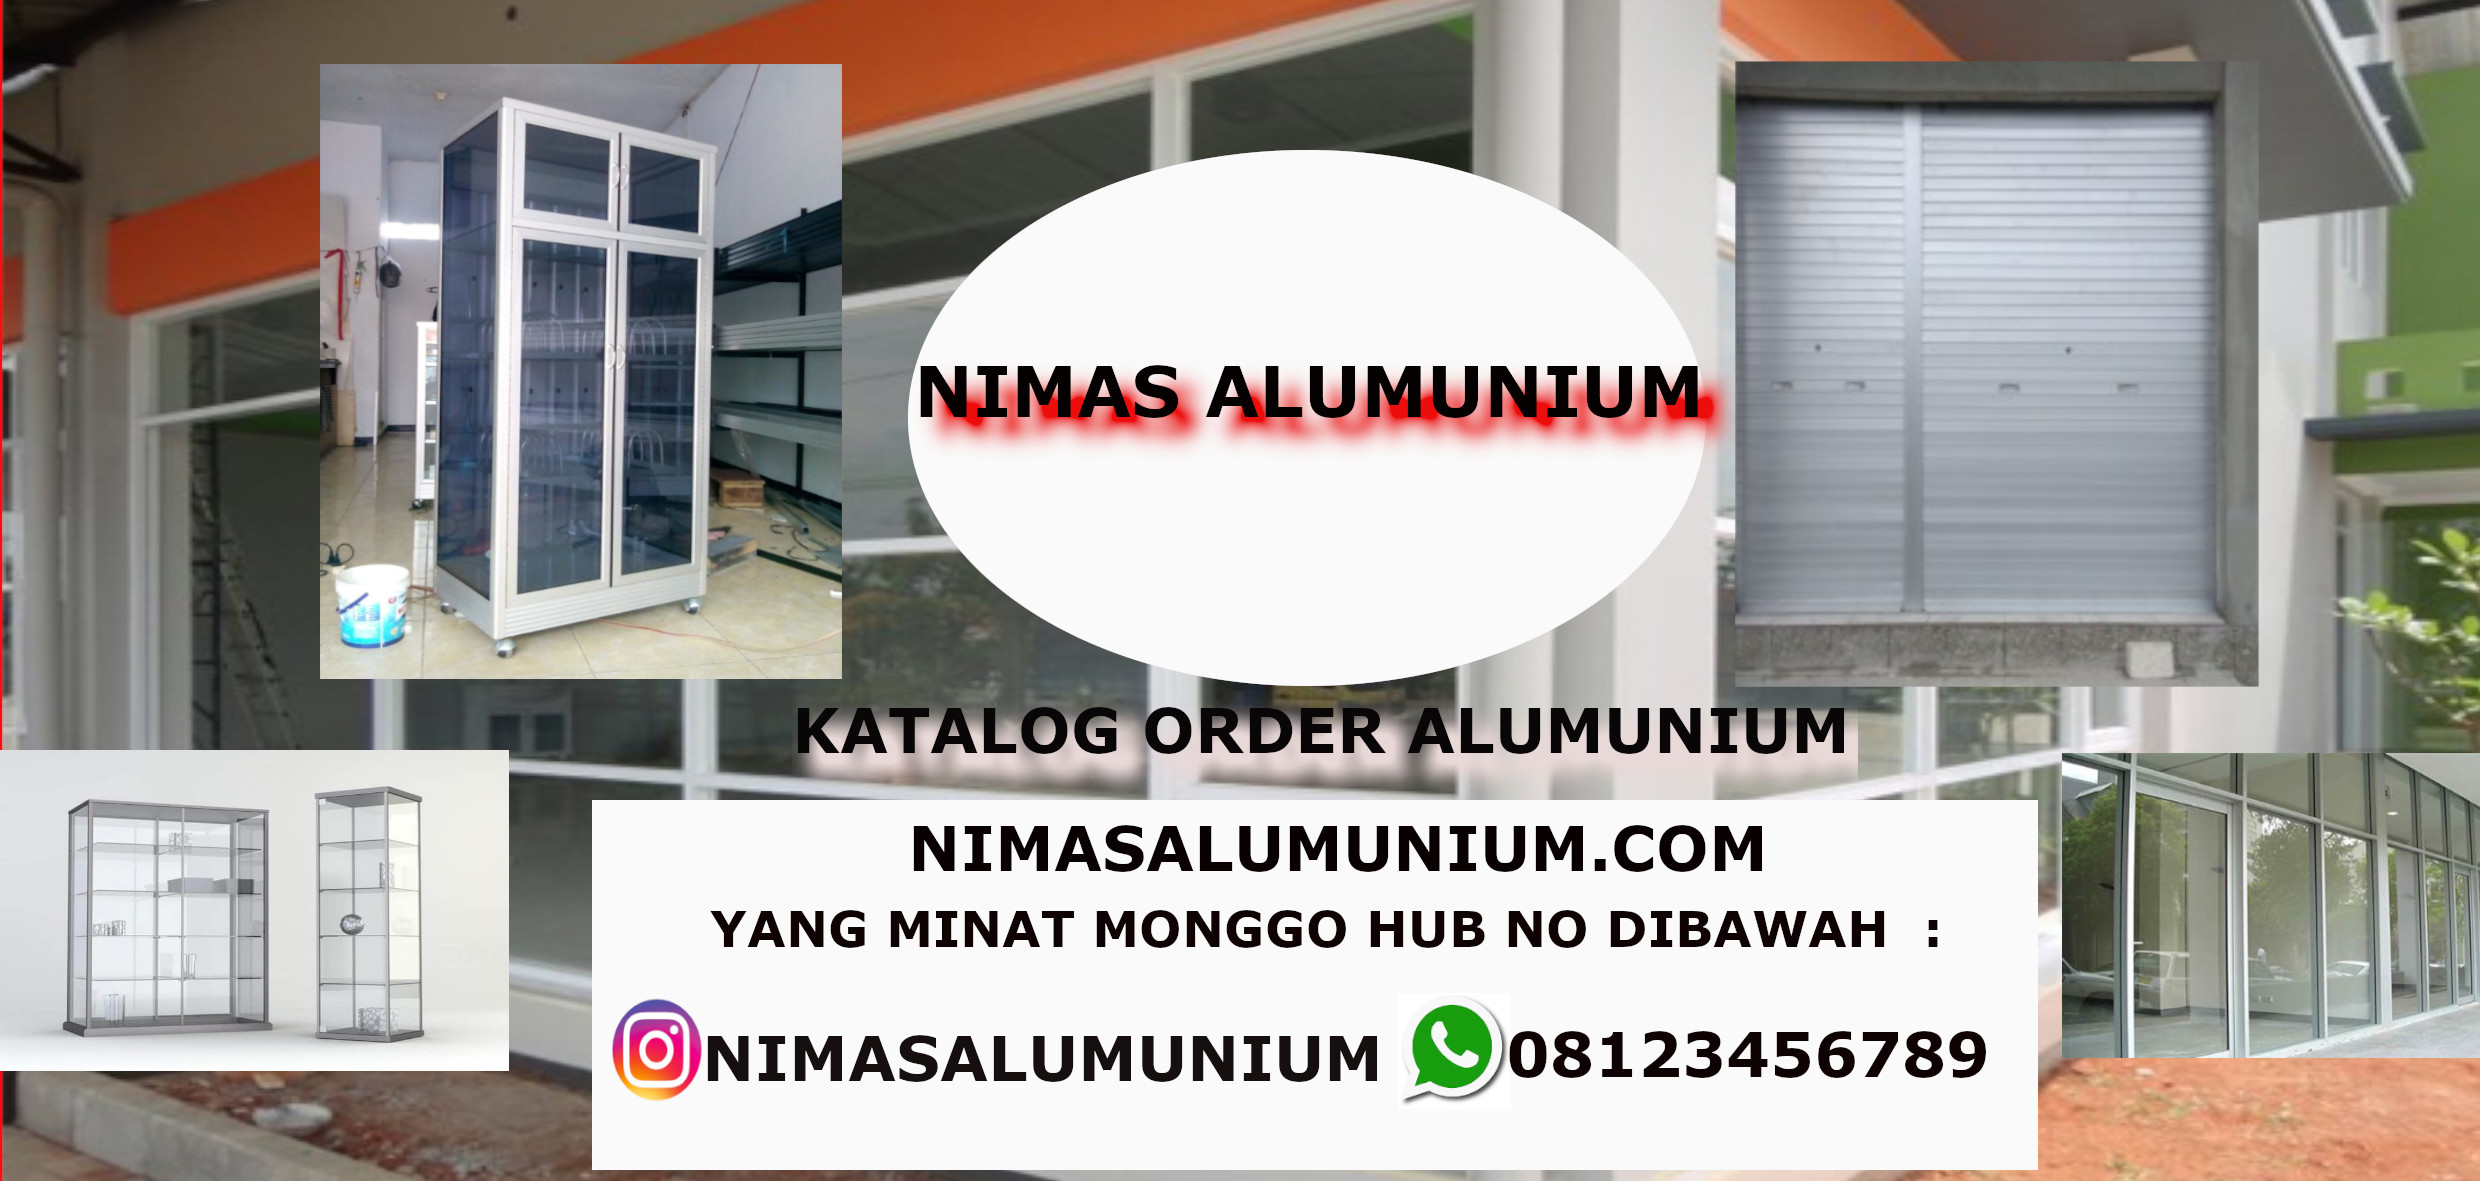 NIMAS ALUMUNIUM
KATALOG ORDER ALUMUNIUM
NIMASALUMUNIUM.COM
YANG MINAT MONGGO HUB NO DIBAWAH :
NIMASALUMUNIUM 08123456789